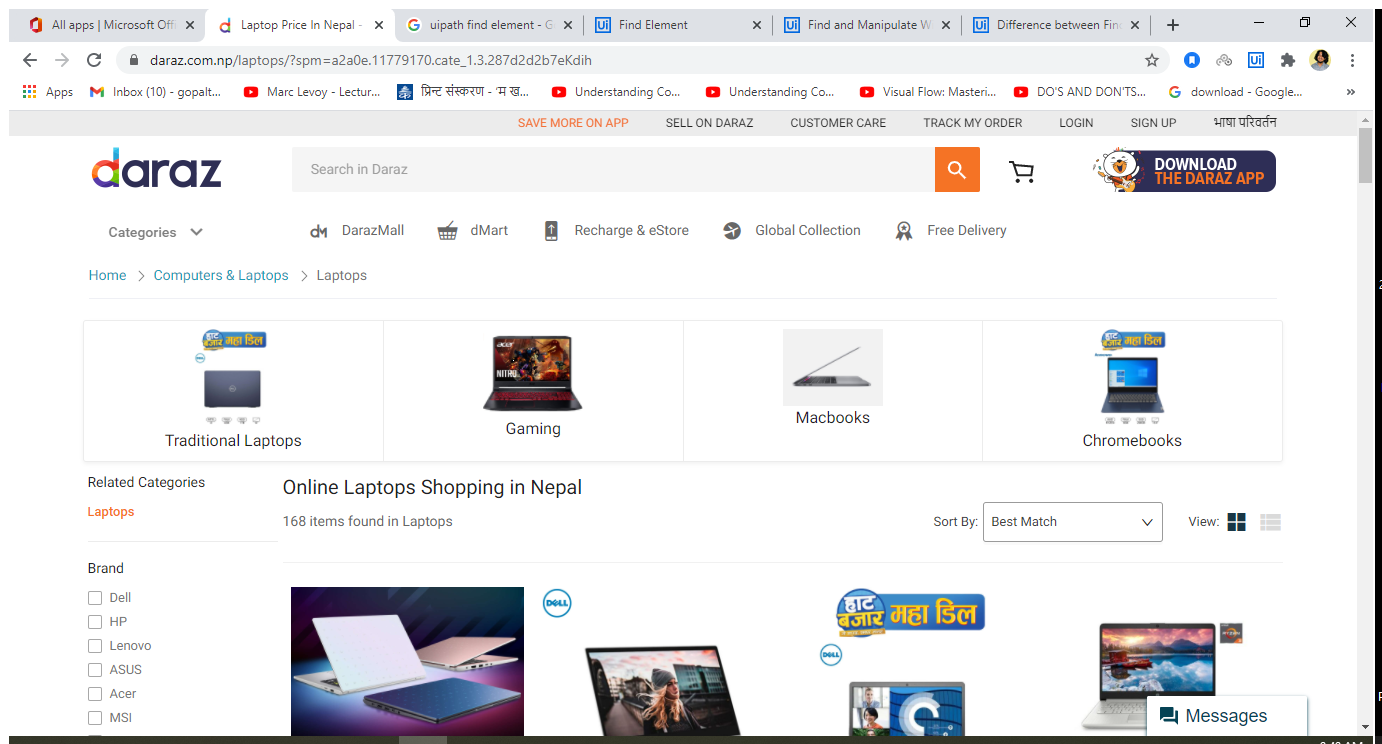 All apps | Microsoft Offi
Laptop Price In Nepal -
uipath find element - G
Find Element
Find and Manipulate W
Difference between Find
daraz.com.np/laptops/?spm=a2a0e.11779170.cate_1.3.287d2d2b7eKdih
Apps
Inbox (10) - gopalt...
Marc Levoy - Lectur...
प्रिन्ट संस्करण - 'म ख...
Understanding Co...
Understanding Co...
Visual Flow: Masteri...
DO'S AND DON'TS...
download - Google...
SAVE MORE ON APP
SELL ON DARAZ
CUSTOMER CARE
TRACK MY ORDER
LOGIN
SIGN UP
भाषा परिवर्तन
daraz
Search in Daraz
DOWNLOAD
THE DARAZ APP
Categories
DarazMall
dMart
Recharge & eStore
Global Collection
Free Delivery
Home > Computers & Laptops > Laptops
हाट बजार महा डिल
acer
NITRO
हाट बजार महा डिल
Traditional Laptops
Gaming
Macbooks
Chromebooks
Related Categories
Laptops
Online Laptops Shopping in Nepal
168 items found in Laptops
Sort By: Best Match
View:
Brand
Dell
HP
Lenovo
ASUS
Acer
MSI
DELL
हाट बजार महा डिल
DELL
RYZEN
Messages